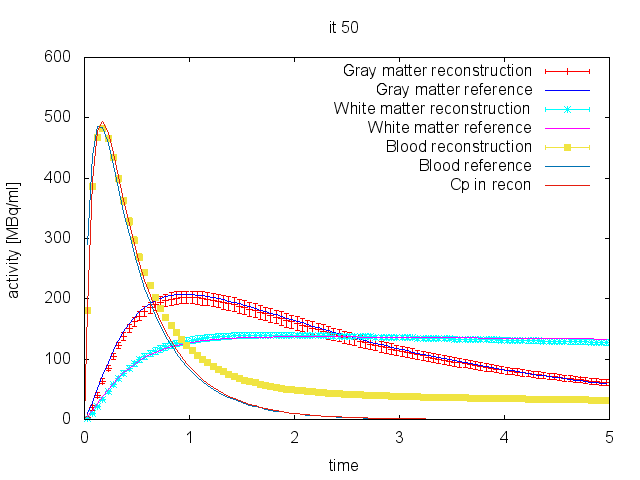 it 50
600
500
400
300
200
100
0
activity [MBq/ml]
Gray matter reconstruction
Gray matter reference
White matter reconstruction
White matter reference
Blood reconstruction
Blood reference
Cp in recon
0 1 2 3 4 5
time